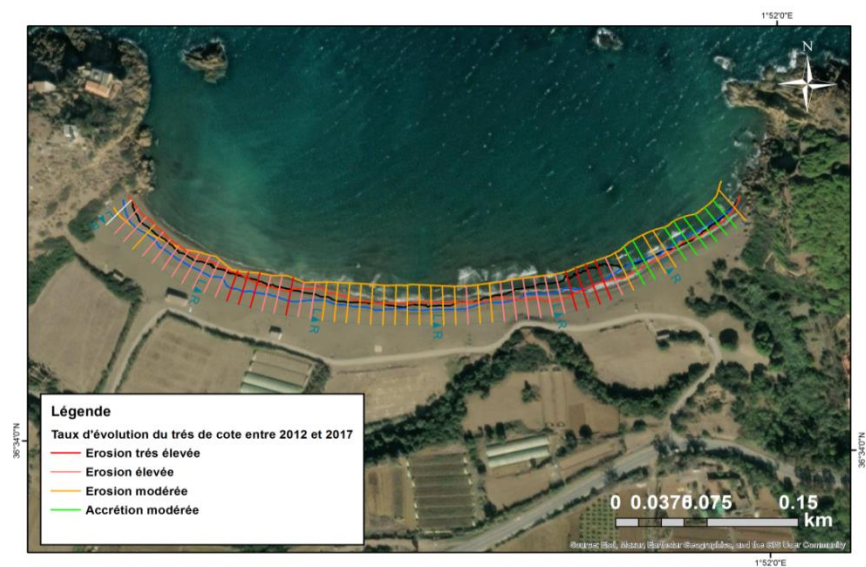 1°52'0"E
N
36°34'0"N
36°34'0"N
Légende
Taux d'évolution du trés de cote entre 2012 et 2017
Erosion trés élevée
Erosion élevée
Erosion modérée
Accrétion modérée
0 0.0375 0.075 0.15
km
Source: Esri, Maxar, Earthstar Geographics, and the GIS User Community
1°52'0"E